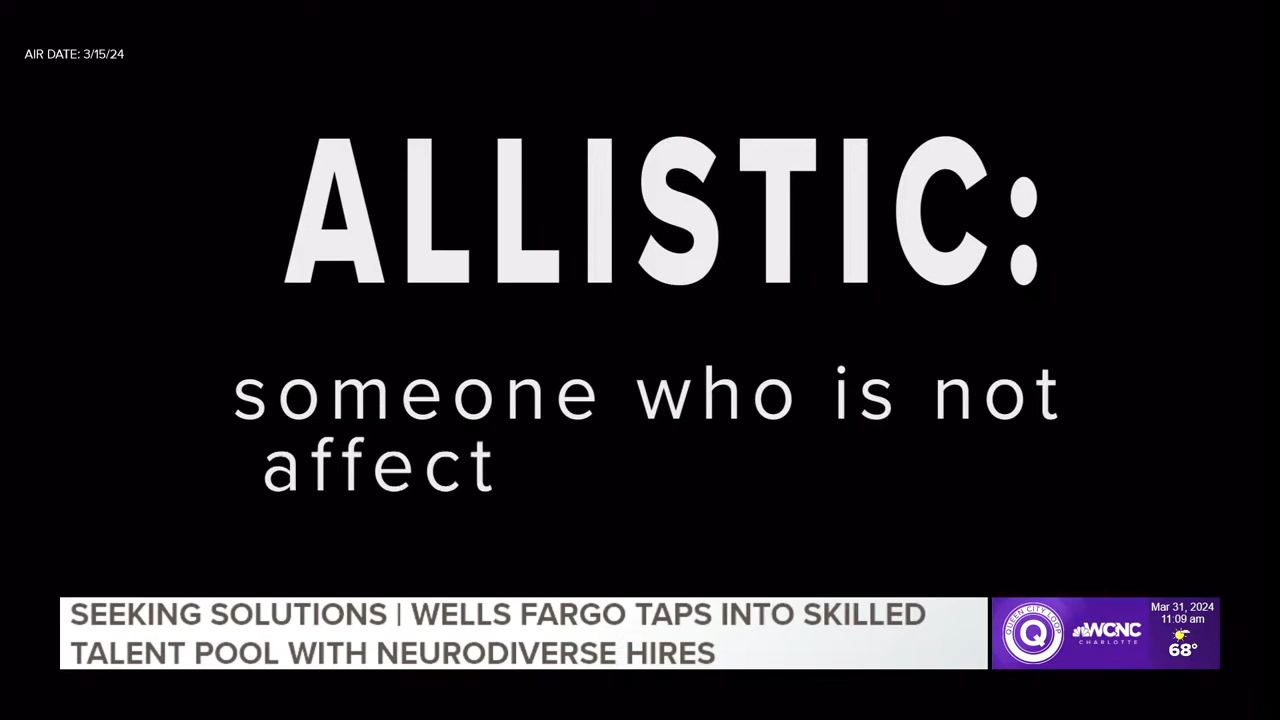 AIR DATE: 3/15/24
ALLISTIC:
someone who is not
affect
SEEKING SOLUTIONS | WELLS FARGO TAPS INTO SKILLED
TALENT POOL WITH NEURODIVERSE HIRES
QUEEN CITY LOOP
Q
WCNC
CHARLOTTE
Mar 31, 2024
11:09 am
68°